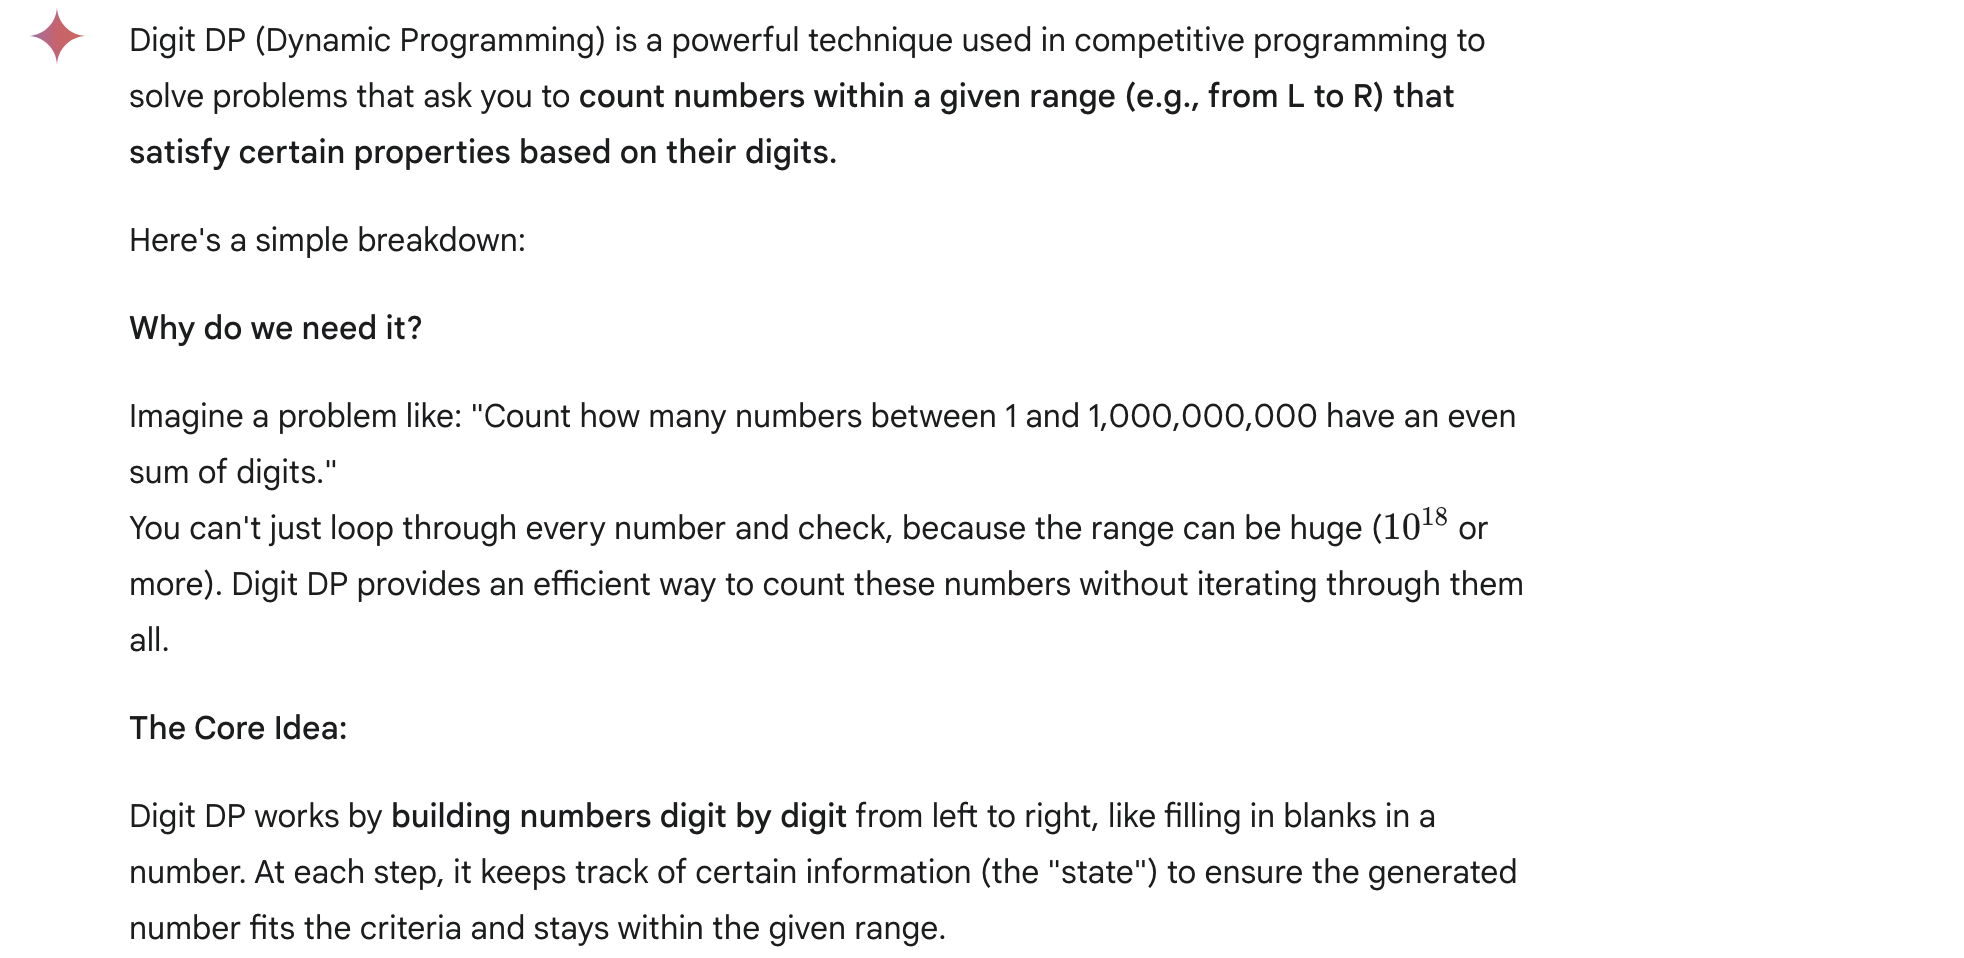 Digit DP (Dynamic Programming) is a powerful technique used in competitive programming to
solve problems that ask you to count numbers within a given range (e.g., from L to R) that
satisfy certain properties based on their digits.
Here's a simple breakdown:
Why do we need it?
Imagine a problem like: "Count how many numbers between 1 and 1,000,000,000 have an even
sum of digits."
You can't just loop through every number and check, because the range can be huge (10¹⁸ or
more). Digit DP provides an efficient way to count these numbers without iterating through them
all.
The Core Idea:
Digit DP works by building numbers digit by digit from left to right, like filling in blanks in a
number. At each step, it keeps track of certain information (the "state") to ensure the generated
number fits the criteria and stays within the given range.